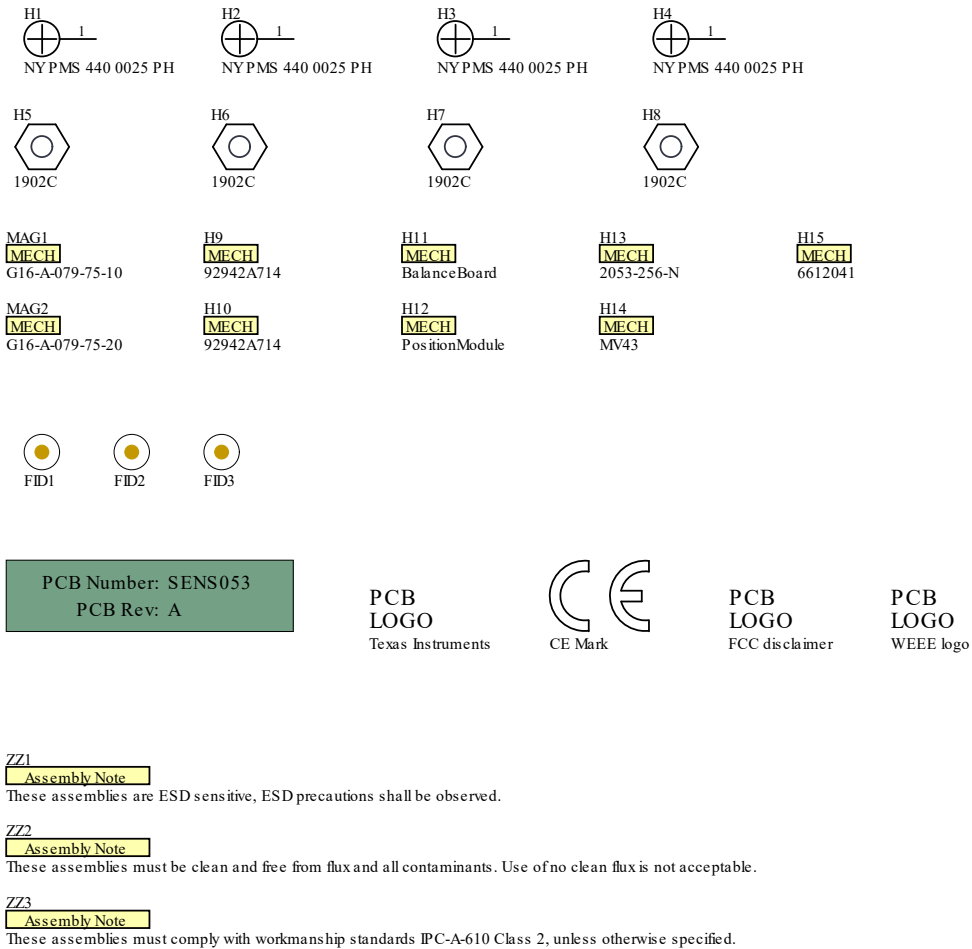 H1 H2 H3 H4
1 1 1 1
NY PMS 440 0025 PH NY PMS 440 0025 PH NY PMS 440 0025 PH NY PMS 440 0025 PH
H5 H6 H7 H8
1902C 1902C 1902C 1902C
MAG1 H9 H11 H13 H15
MECH MECH MECH MECH MECH
G16-A-079-75-10 92942A714 BalanceBoard 2053-256-N 6612041
MAG2 H10 H12 H14
MECH MECH MECH MECH
G16-A-079-75-20 92942A714 PositionModule MV43
FID1 FID2 FID3
PCB Number: SENS053
PCB Rev: A
PCB CE PCB PCB
LOGO LOGO LOGO
Texas Instruments CE Mark FCC disclaimer WEEE logo
ZZ1
Assembly Note
These assemblies are ESD sensitive, ESD precautions shall be observed.
ZZ2
Assembly Note
These assemblies must be clean and free from flux and all contaminants. Use of no clean flux is not acceptable.
ZZ3
Assembly Note
These assemblies must comply with workmanship standards IPC-A-610 Class 2, unless otherwise specified.